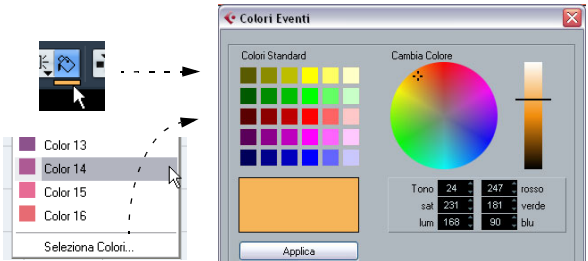 Colori Eventi
Colori Standard
Cambia Colore
Color 13
Color 14
Color 15
Color 16
Seleziona Colori...
Tono 24 247 rosso
sat 231 181 verde
lum 168 90 blu
Applica